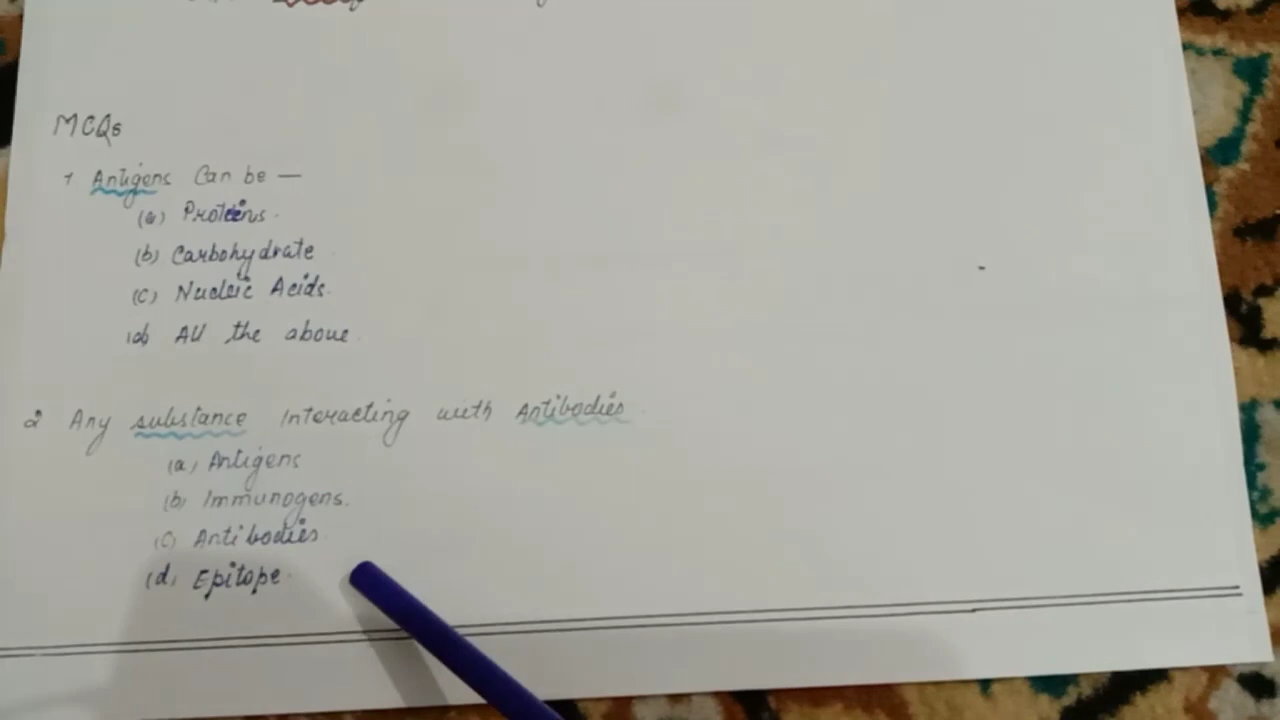 MCQs
1 Antigens Can be —
(a) Proteins.
(b) Carbohydrate
(c) Nucleic Acids.
(d) All the above.
2 Any substance Interacting with Antibodies.
(a) Antigens
(b) Immunogens.
(c) Antibodies
(d) Epitope.